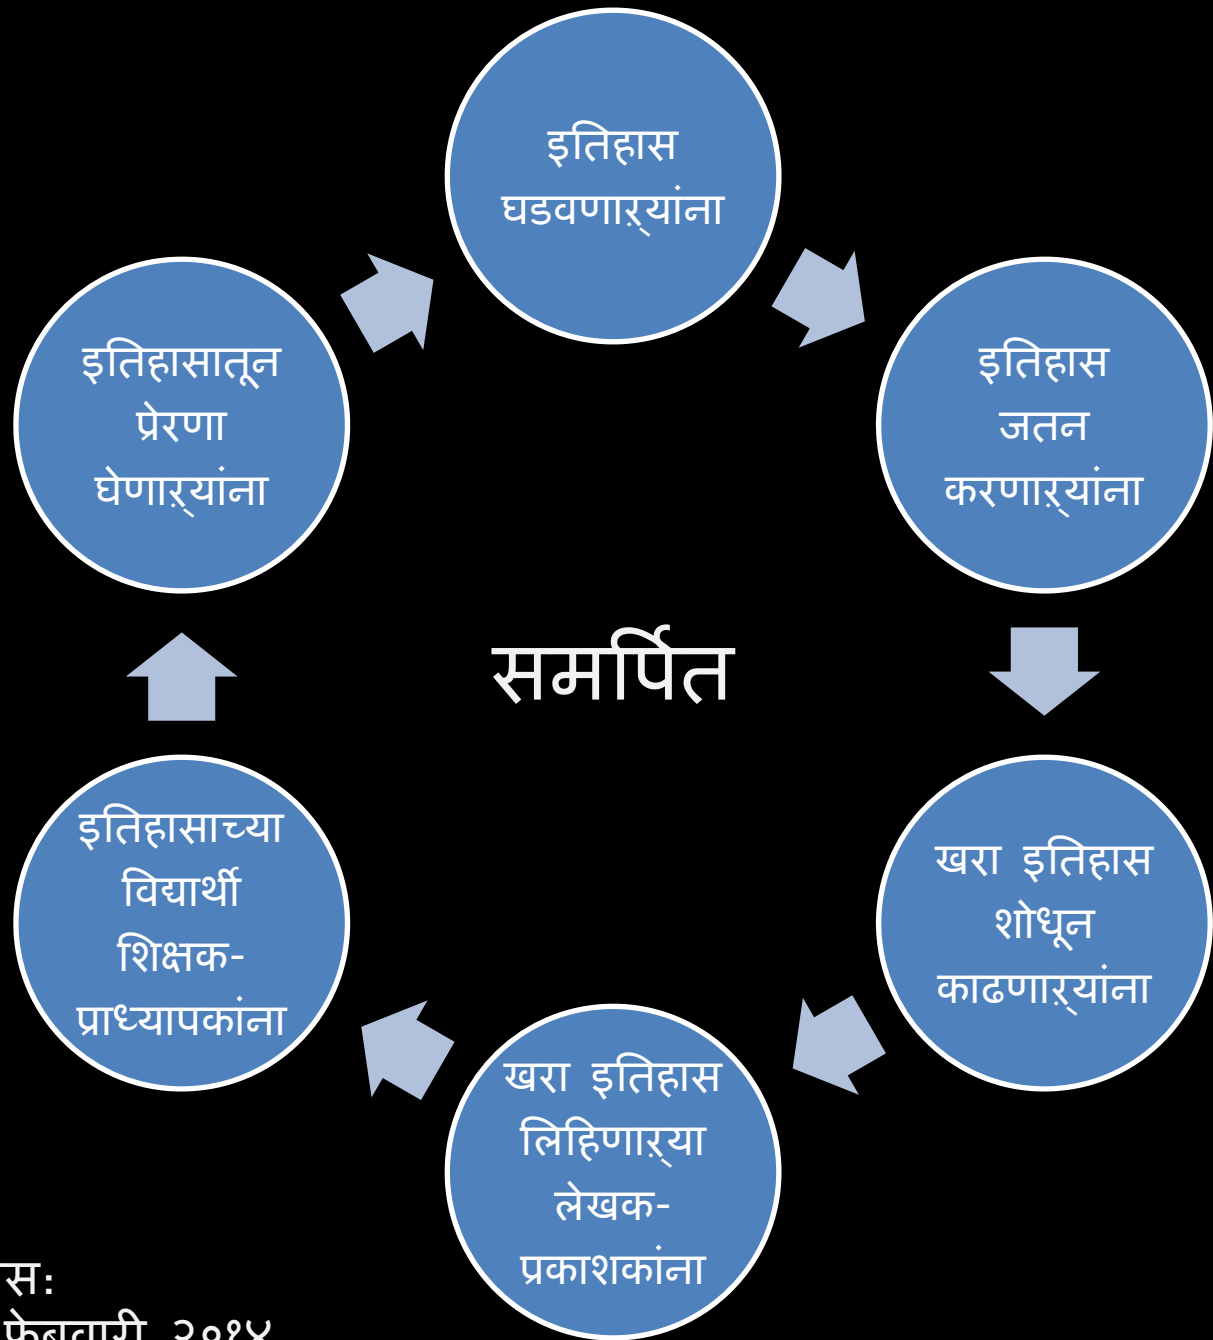 इतिहास
घडवणाऱ्यांना
इतिहास
जतन
करणाऱ्यांना
खरा इतिहास
शोधून
काढणाऱ्यांना
खरा इतिहास
लिहिणाऱ्या
लेखक-
प्रकाशकांना
इतिहासाच्या
विद्यार्थी
शिक्षक-
प्राध्यापकांना
इतिहासातून
प्रेरणा
घेणाऱ्यांना
समर्पित
फेब्रुवारी २०१४